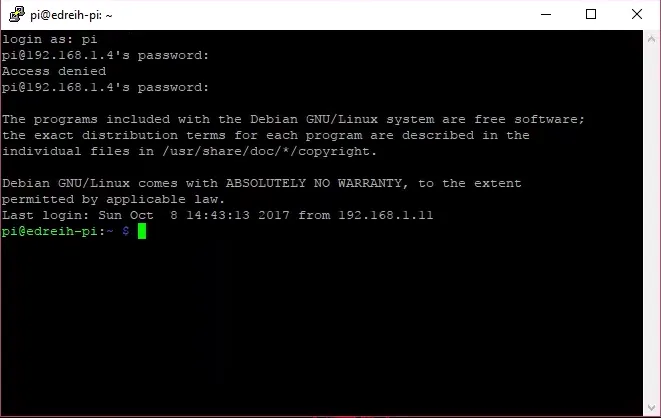 pi@edreih-pi: ~
login as: pi
pi@192.168.1.4's password:
Access denied
pi@192.168.1.4's password:
The programs included with the Debian GNU/Linux system are free software;
the exact distribution terms for each program are described in the
individual files in /usr/share/doc/*/copyright.
Debian GNU/Linux comes with ABSOLUTELY NO WARRANTY, to the extent
permitted by applicable law.
Last login: Sun Oct  8 14:43:13 2017 from 192.168.1.11
pi@edreih-pi:~ $